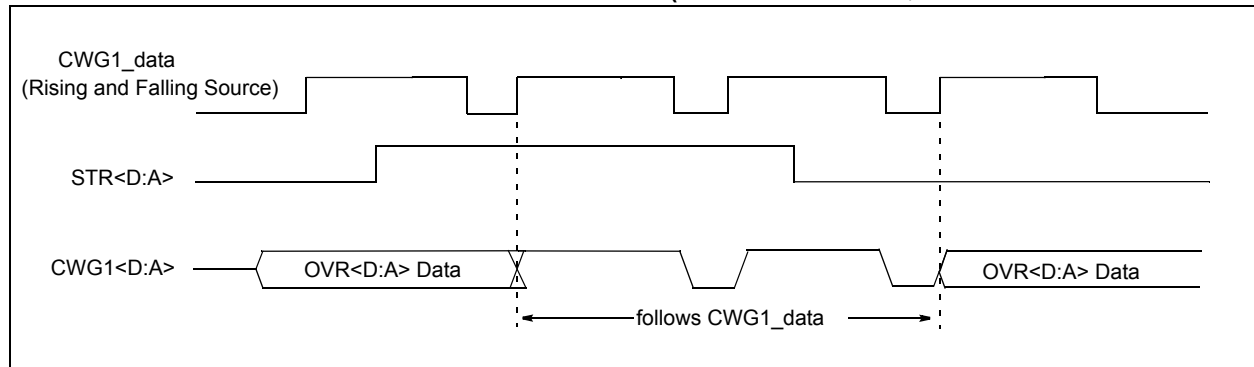 CWG1_data
(Rising and Falling Source)
STR<D:A>
CWG1<D:A>
OVR<D:A> Data
OVR<D:A> Data
follows CWG1_data